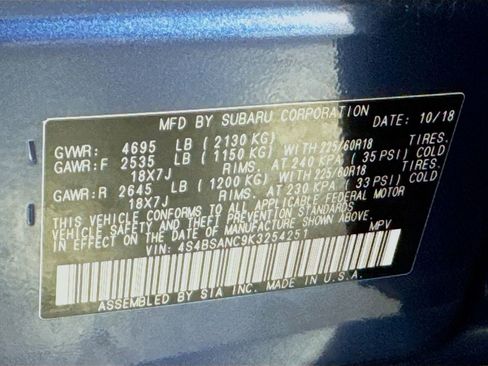 MFD BY SUBARU CORPORATION DATE: 10/18
GVWR: 4695 LB ( 2130 KG)
GAWR:F 2535 LB ( 1150 KG) WITH 225/60R18 TIRES.
18X7J RIMS. AT 240 KPA ( 35 PSI) COLD
GAWR:R 2645 LB ( 1200 KG) WITH 225/60R18 TIRES.
18X7J RIMS. AT 230 KPA ( 33 PSI) COLD
THIS VEHICLE CONFORMS TO ALL APPLICABLE FEDERAL MOTOR
VEHICLE SAFETY AND THEFT PREVENTION STANDARDS
IN EFFECT ON THE DATE OF MANUFACTURE SHOWN ABOVE.
VIN: 4S4BSANC9K3254251 MPV
ASSEMBLED BY SIA INC. MADE IN U.S.A.